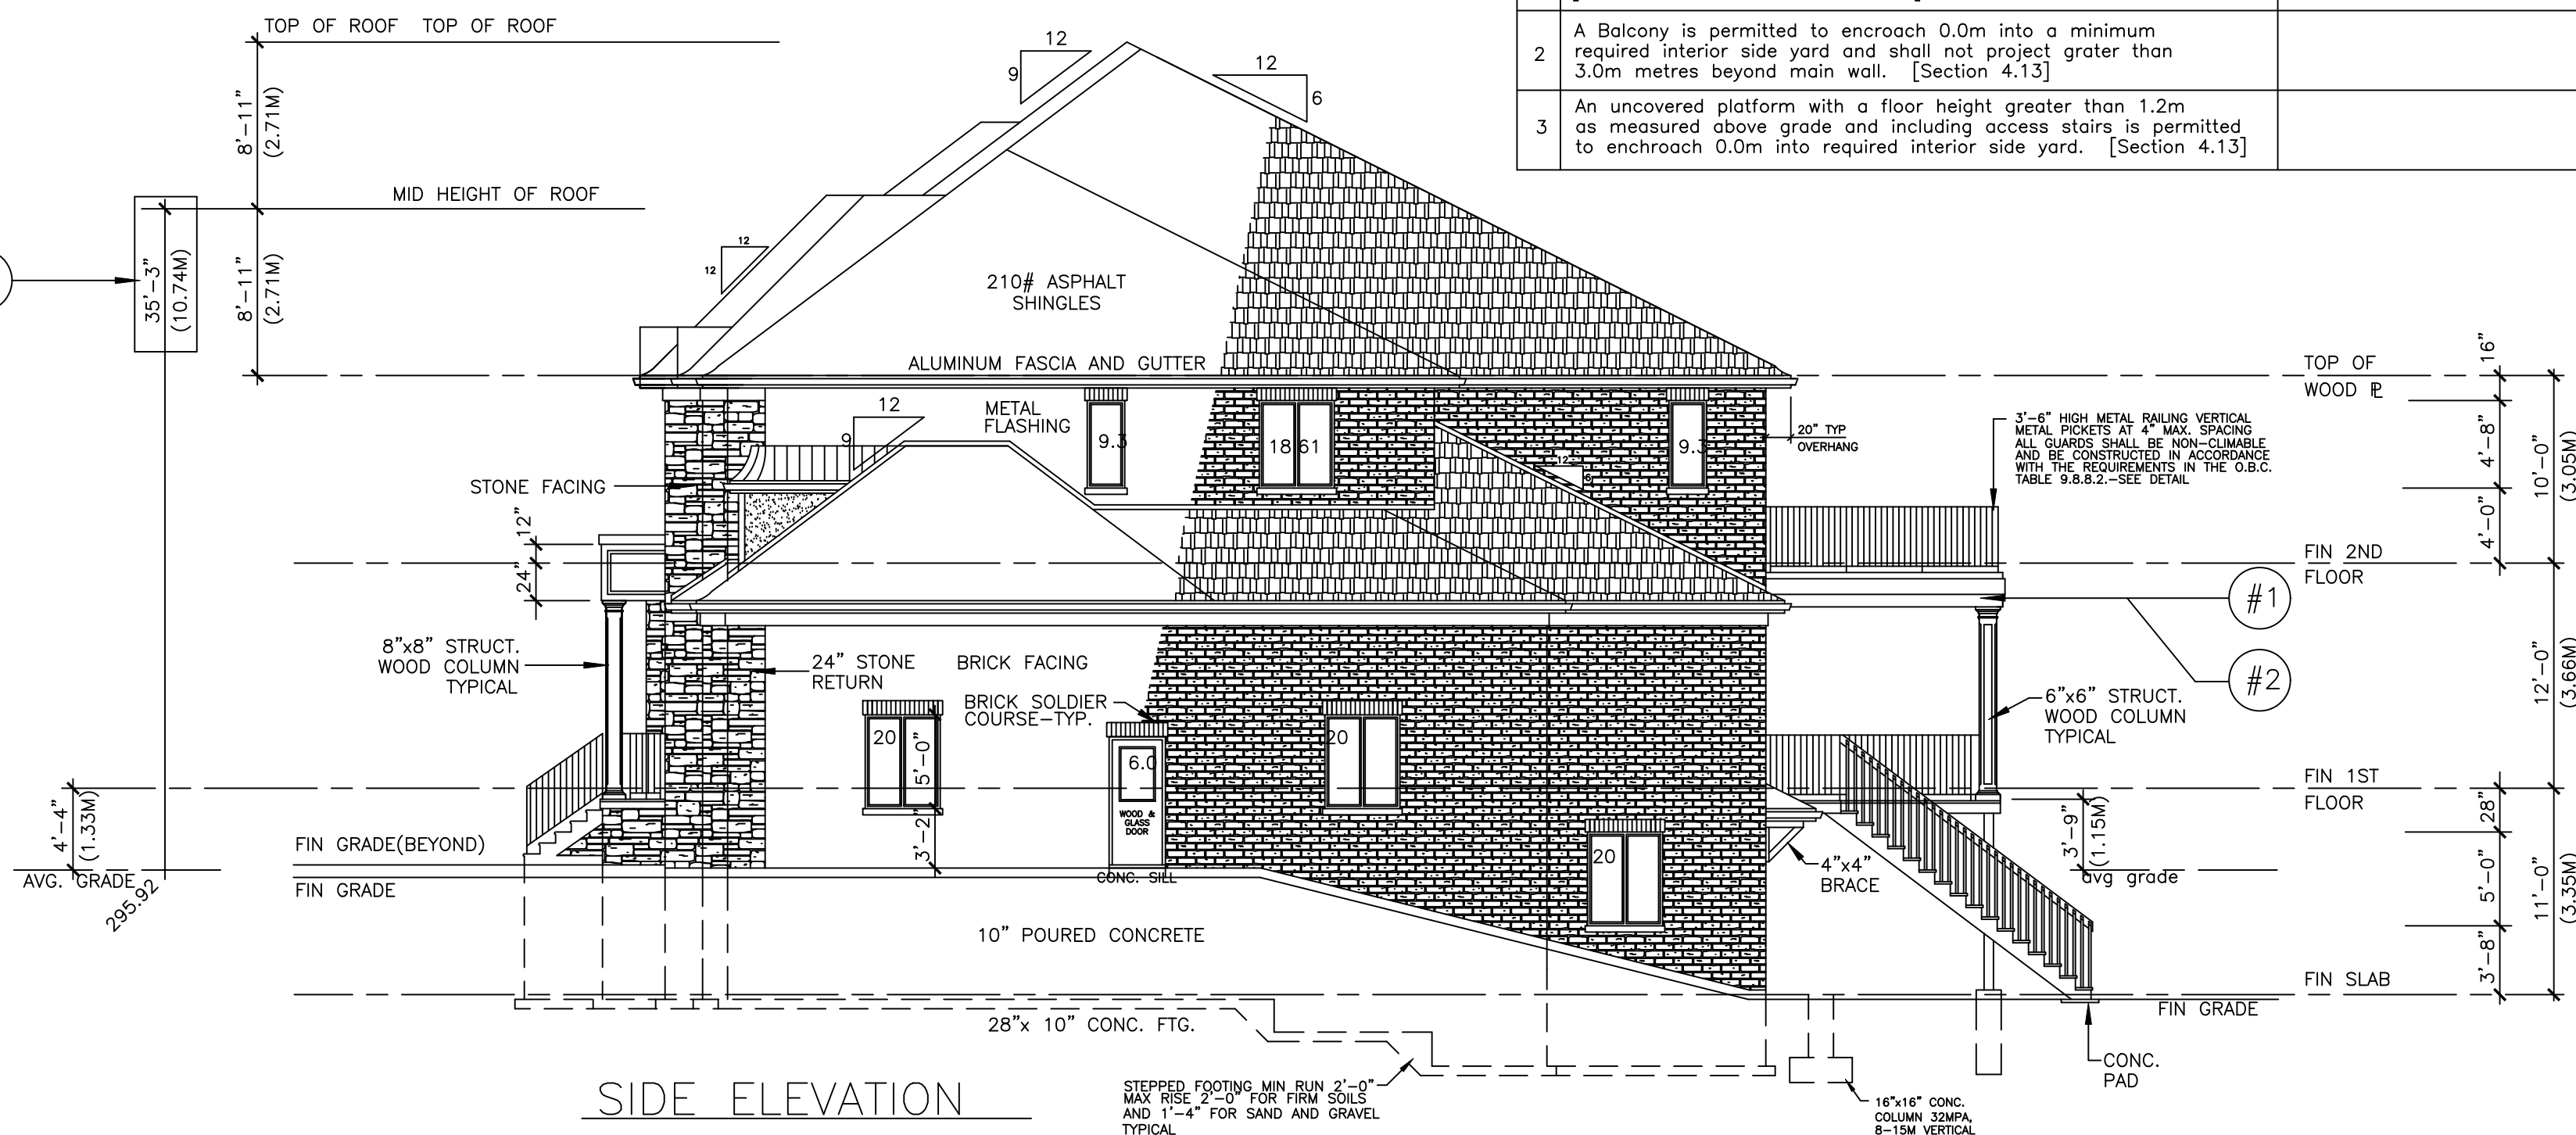 TOP OF ROOF TOP OF ROOF
12
9
12
6
2
A Balcony is permitted to encroach 0.0m into a minimum
required interior side yard and shall not project grater than
3.0m metres beyond main wall. [Section 4.13]
3
An uncovered platform with a floor height greater than 1.2m
as measured above grade and including access stairs is permitted
to enchroach 0.0m into required interior side yard. [Section 4.13]
8'-11"
(2.71M)
MID HEIGHT OF ROOF
35'-3"
(10.74M)
8'-11"
(2.71M)
12
12
210# ASPHALT
SHINGLES
ALUMINUM FASCIA AND GUTTER
TOP OF
WOOD PL
16"
12
9
METAL
FLASHING
9.3
18.61
9.3
20" TYP
OVERHANG
3'-6" HIGH METAL RAILING VERTICAL
METAL PICKETS AT 4" MAX. SPACING
ALL GUARDS SHALL BE NON-CLIMABLE
AND BE CONSTRUCTED IN ACCORDANCE
WITH THE REQUIREMENTS IN THE O.B.C.
TABLE 9.8.8.2.-SEE DETAIL
4'-8"
10'-0"
(3.05M)
4'-0"
12
6
STONE FACING
12"
24"
FIN 2ND
FLOOR
#1
#2
8"x8" STRUCT.
WOOD COLUMN
TYPICAL
24" STONE
RETURN
BRICK FACING
BRICK SOLDIER
COURSE-TYP.
6"x6" STRUCT.
WOOD COLUMN
TYPICAL
12'-0"
(3.66M)
20
5'-0"
3'-2"
6.0
WOOD &
GLASS
DOOR
20
20
FIN 1ST
FLOOR
28"
4'-4"
(1.33M)
FIN GRADE(BEYOND)
AVG. GRADE
295.92
FIN GRADE
CONC. SILL
4"x4"
BRACE
3'-9"
(1.15M)
avg grade
5'-0"
11'-0"
(3.35M)
3'-8"
10" POURED CONCRETE
FIN SLAB
FIN GRADE
28"x 10" CONC. FTG.
CONC.
PAD
SIDE ELEVATION
STEPPED FOOTING MIN RUN 2'-0"
MAX RISE 2'-0" FOR FIRM SOILS
AND 1'-4" FOR SAND AND GRAVEL
TYPICAL
16"x16" CONC.
COLUMN 32MPA,
8-15M VERTICAL